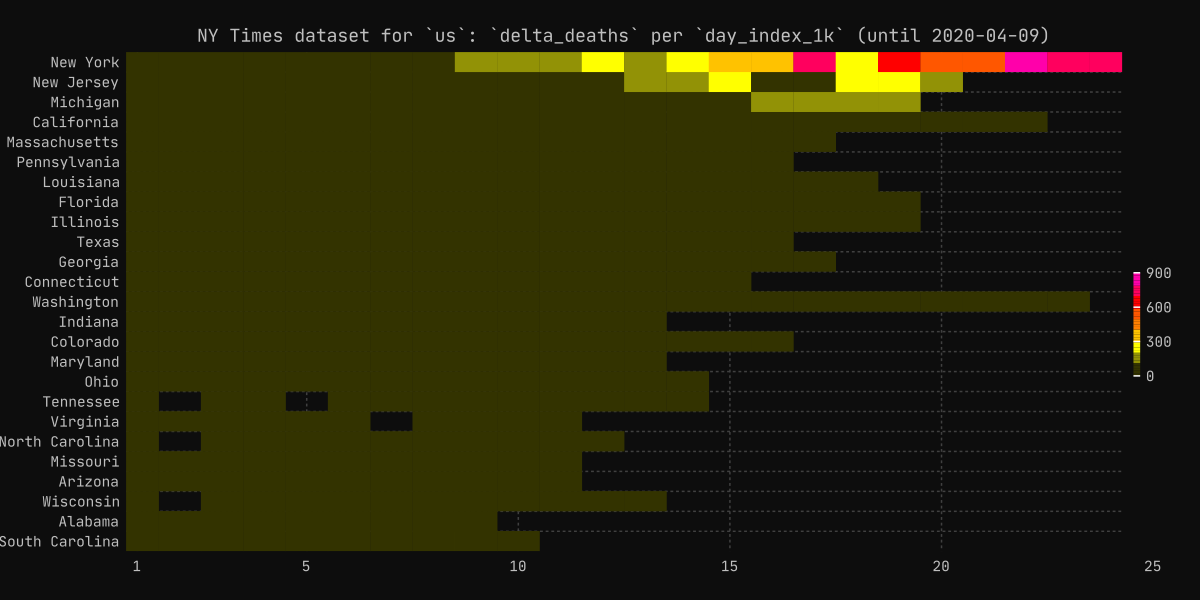 NY Times dataset for `us`: `delta_deaths` per `day_index_1k` (until 2020-04-09)
New York
New Jersey
Michigan
California
Massachusetts
Pennsylvania
Louisiana
Florida
Illinois
Texas
Georgia
Connecticut
Washington
Indiana
Colorado
Maryland
Ohio
Tennessee
Virginia
North Carolina
Missouri
Arizona
Wisconsin
Alabama
South Carolina
900
600
300
0
1 5 10 15 20 25